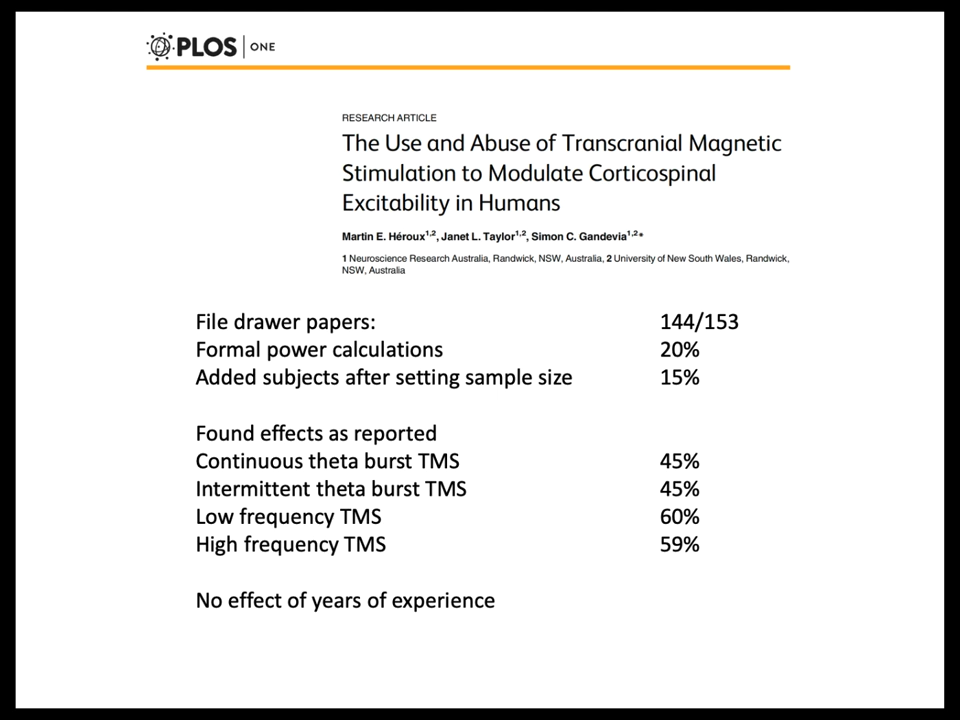 PLOS | ONE
RESEARCH ARTICLE
The Use and Abuse of Transcranial Magnetic
Stimulation to Modulate Corticospinal
Excitability in Humans
Martin E. Héroux1,2, Janet L. Taylor1,2, Simon C. Gandevia1,2*
1 Neuroscience Research Australia, Randwick, NSW, Australia, 2 University of New South Wales, Randwick,
NSW, Australia
File drawer papers: 144/153
Formal power calculations 20%
Added subjects after setting sample size 15%
Found effects as reported
Continuous theta burst TMS 45%
Intermittent theta burst TMS 45%
Low frequency TMS 60%
High frequency TMS 59%
No effect of years of experience